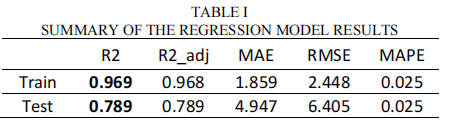 TABLE I
SUMMARY OF THE REGRESSION MODEL RESULTS
R2 R2_adj MAE RMSE MAPE
Train 0.969 0.968 1.859 2.448 0.025
Test 0.789 0.789 4.947 6.405 0.025